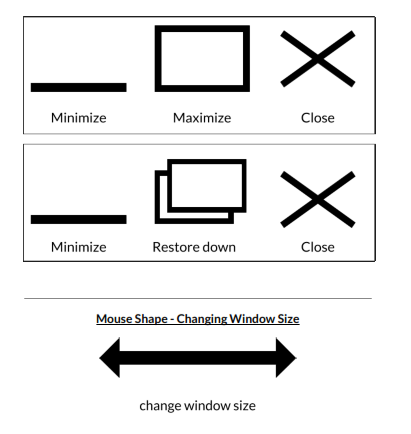 Minimize Maximize Close
Minimize Restore down Close
Mouse Shape - Changing Window Size
change window size